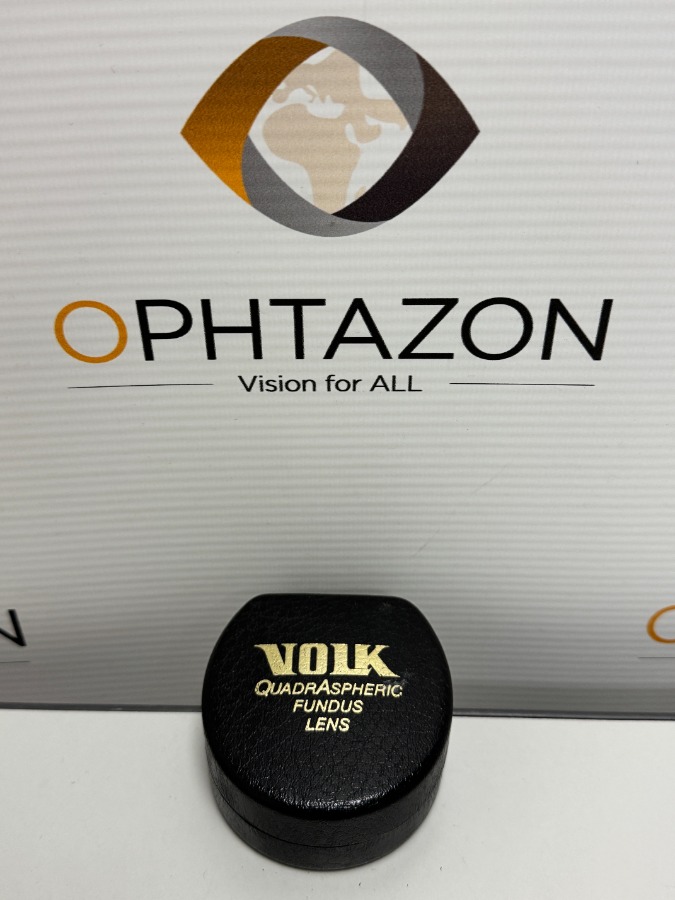 OPHTAZON
Vision for ALL
VOLK
QUADRASPHERIC
FUNDUS
LENS